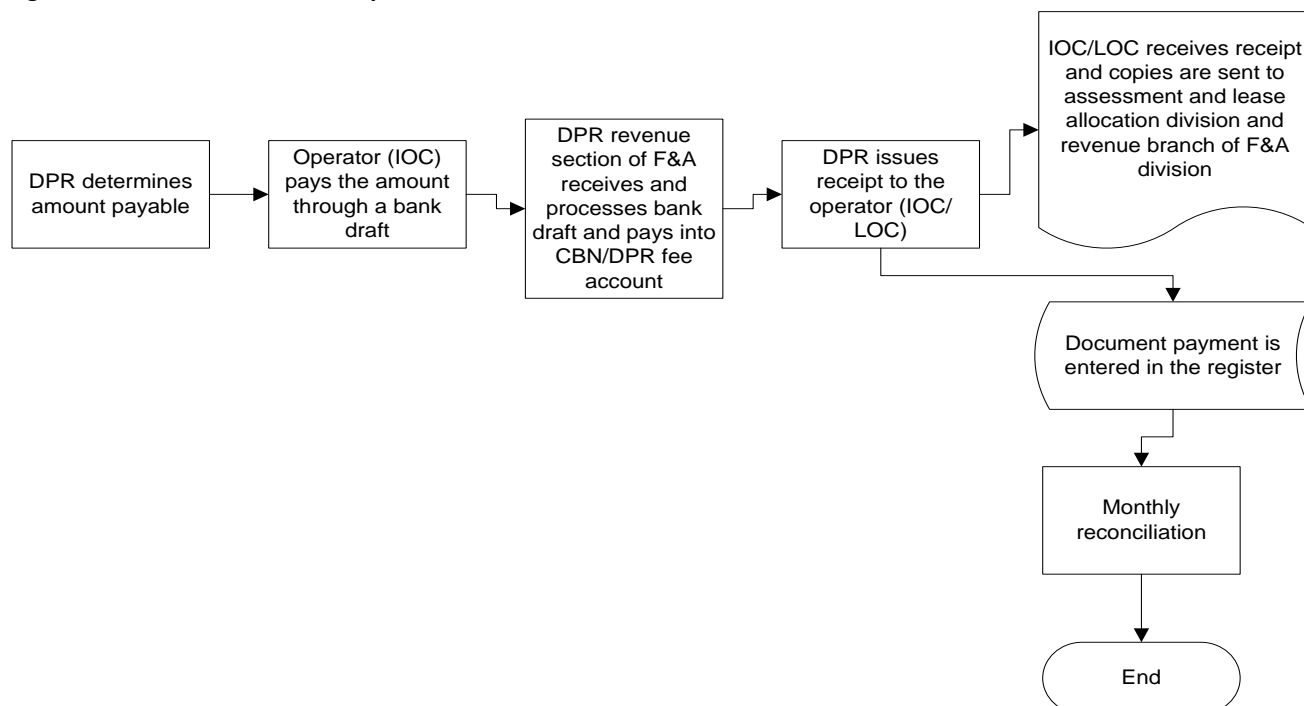 DPR determines
amount payable
Operator (IOC)
pays the amount
through a bank
draft
DPR revenue
section of F&A
receives and
processes bank
draft and pays into
CBN/DPR fee
account
DPR issues
receipt to the
operator (IOC/
LOC)
IOC/LOC receives receipt
and copies are sent to
assessment and lease
allocation division and
revenue branch of F&A
division
Document payment is
entered in the register
Monthly
reconciliation
End